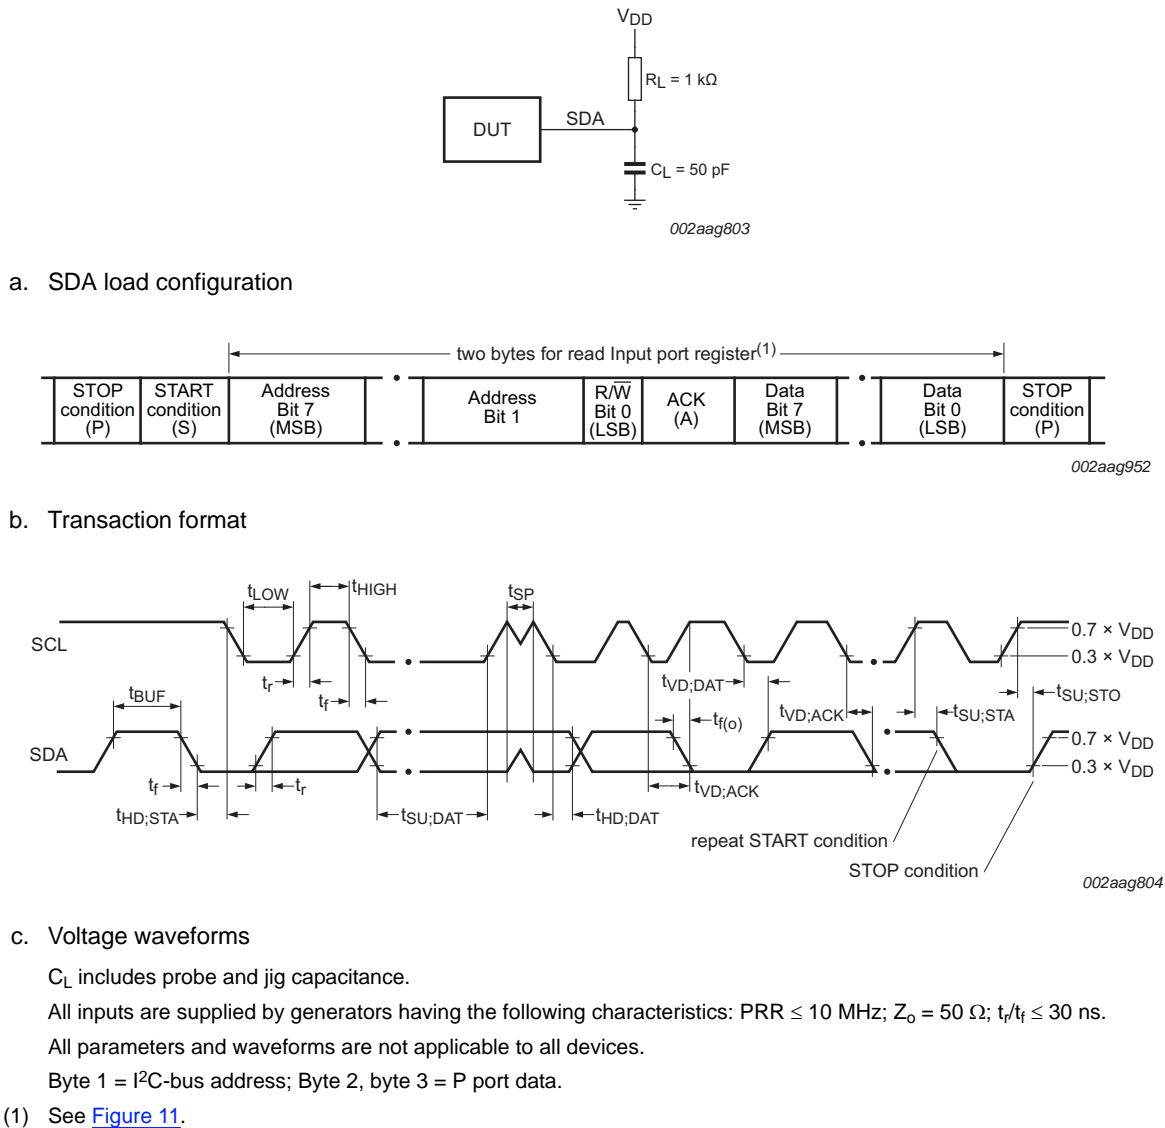 VDD
RL = 1 kΩ
DUT
SDA
CL = 50 pF
002aag803
a. SDA load configuration
two bytes for read Input port register(1)
STOP condition (P)
START condition (S)
Address Bit 7 (MSB)
Address Bit 1
R/W̅ Bit 0 (LSB)
ACK (A)
Data Bit 7 (MSB)
Data Bit 0 (LSB)
STOP condition (P)
002aag952
b. Transaction format
tLOW
tHIGH
tSP
SCL
0.7 × VDD
0.3 × VDD
tr
tf
tVD;DAT
tSU;STO
tBUF
tf(o)
tVD;ACK
tSU;STA
SDA
0.7 × VDD
0.3 × VDD
tf
tr
tHD;STA
tSU;DAT
tHD;DAT
tVD;ACK
repeat START condition
STOP condition
002aag804
c. Voltage waveforms
CL includes probe and jig capacitance.
All inputs are supplied by generators having the following characteristics: PRR ≤ 10 MHz; Zo = 50 Ω; tr/tf ≤ 30 ns.
All parameters and waveforms are not applicable to all devices.
Byte 1 = I2C-bus address; Byte 2, byte 3 = P port data.
(1) See Figure 11.